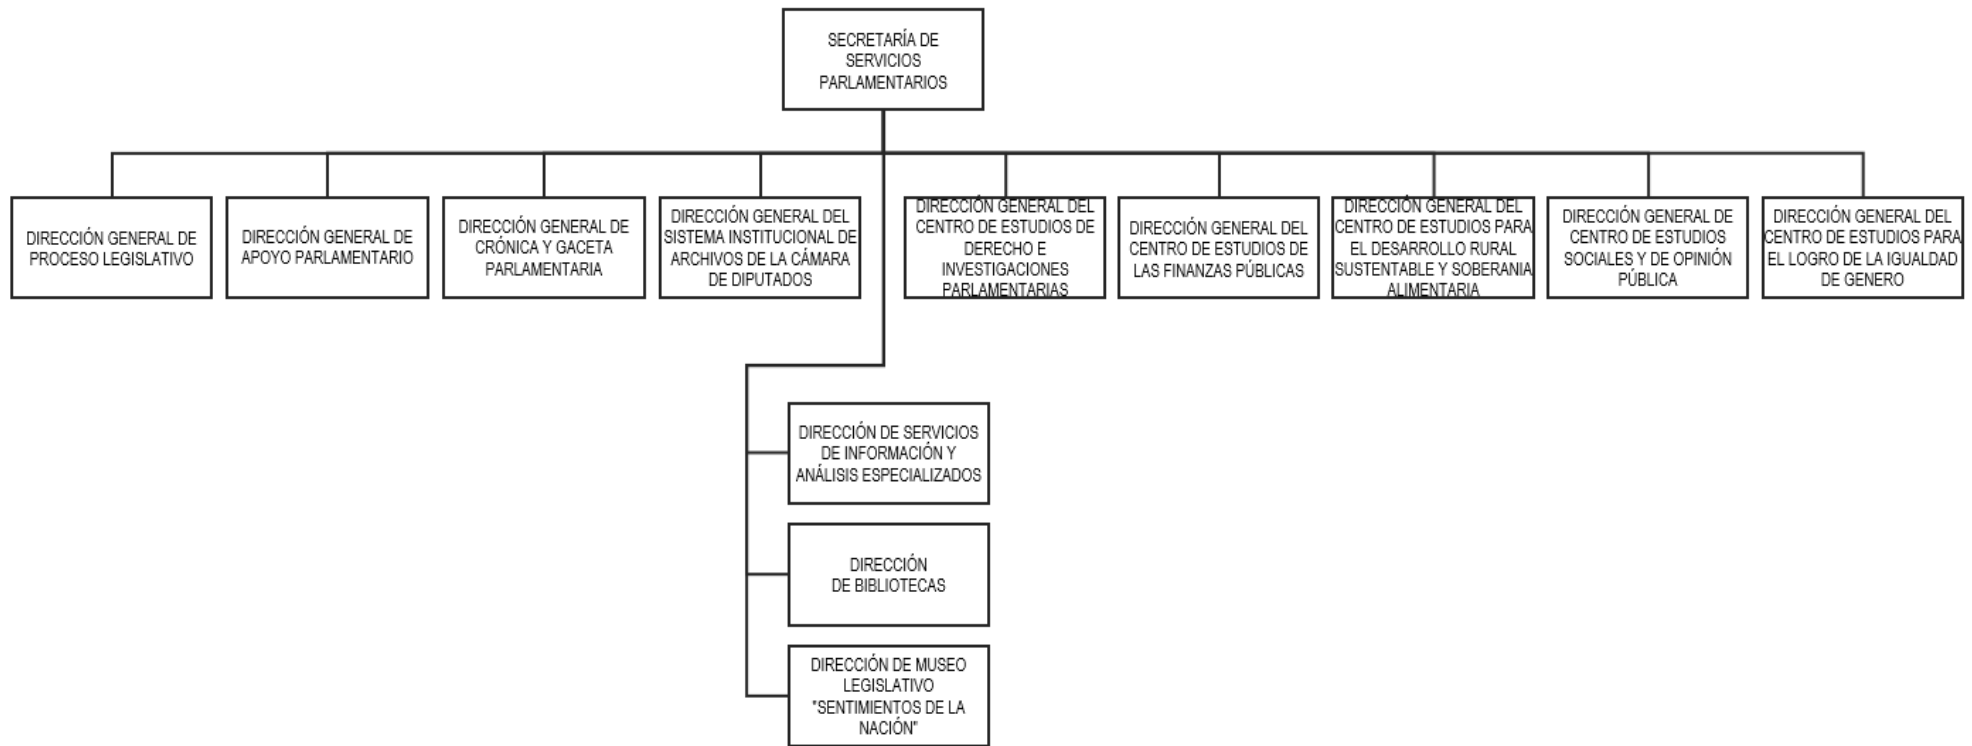 SECRETARÍA DE
SERVICIOS
PARLAMENTARIOS
DIRECCIÓN GENERAL DE
PROCESO LEGISLATIVO
DIRECCIÓN GENERAL DE
APOYO PARLAMENTARIO
DIRECCIÓN GENERAL DE
CRÓNICA Y GACETA
PARLAMENTARIA
DIRECCIÓN GENERAL DEL
SISTEMA INSTITUCIONAL DE
ARCHIVOS DE LA CÁMARA
DE DIPUTADOS
DIRECCIÓN GENERAL DEL
CENTRO DE ESTUDIOS DE
DERECHO E
INVESTIGACIONES
PARLAMENTARIAS
DIRECCIÓN GENERAL DEL
CENTRO DE ESTUDIOS DE
LAS FINANZAS PÚBLICAS
DIRECCIÓN GENERAL DEL
CENTRO DE ESTUDIOS PARA
EL DESARROLLO RURAL
SUSTENTABLE Y SOBERANIA
ALIMENTARIA
DIRECCIÓN GENERAL DE
CENTRO DE ESTUDIOS
SOCIALES Y DE OPINIÓN
PÚBLICA
DIRECCIÓN GENERAL DEL
CENTRO DE ESTUDIOS PARA
EL LOGRO DE LA IGUALDAD
DE GENERO
DIRECCIÓN DE SERVICIOS
DE INFORMACIÓN Y
ANÁLISIS ESPECIALIZADOS
DIRECCIÓN
DE BIBLIOTECAS
DIRECCIÓN DE MUSEO
LEGISLATIVO
"SENTIMIENTOS DE LA
NACIÓN"